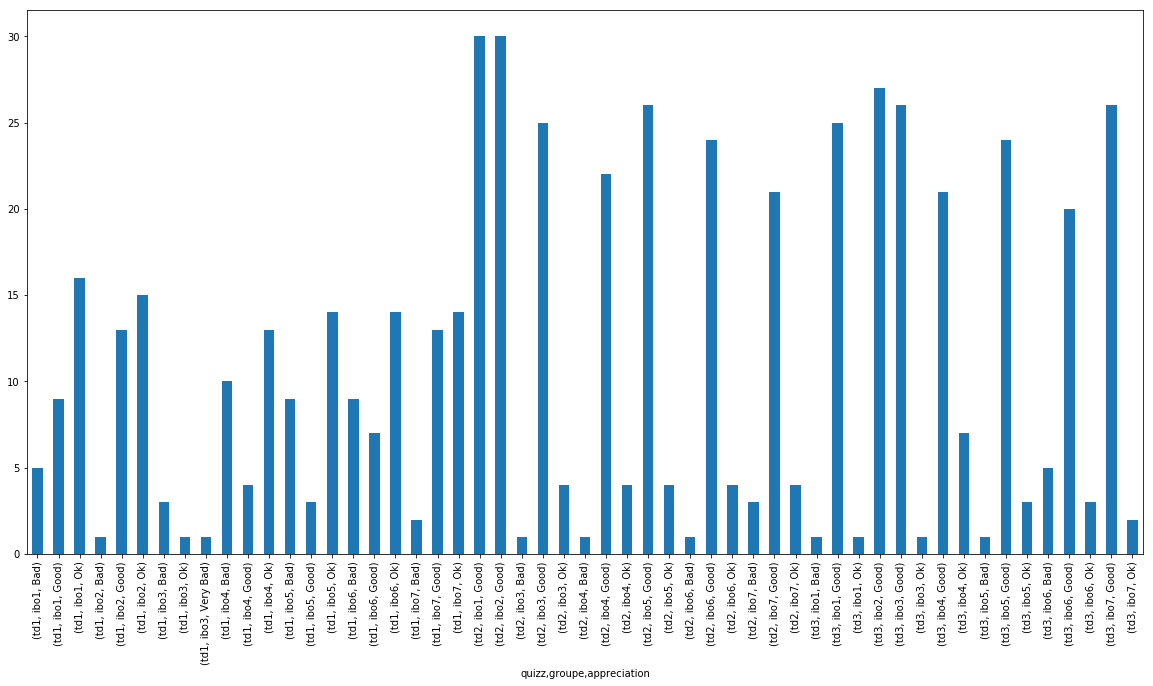 30
25
20
15
10
5
0
(td1, ibo1, Bad)
(td1, ibo1, Good)
(td1, ibo1, Ok)
(td1, ibo2, Bad)
(td1, ibo2, Good)
(td1, ibo2, Ok)
(td1, ibo3, Bad)
(td1, ibo3, Ok)
(td1, ibo3, Very Bad)
(td1, ibo4, Bad)
(td1, ibo4, Good)
(td1, ibo4, Ok)
(td1, ibo5, Bad)
(td1, ibo5, Good)
(td1, ibo5, Ok)
(td1, ibo6, Bad)
(td1, ibo6, Good)
(td1, ibo6, Ok)
(td1, ibo7, Bad)
(td1, ibo7, Good)
(td1, ibo7, Ok)
(td2, ibo1, Good)
(td2, ibo2, Good)
(td2, ibo3, Bad)
(td2, ibo3, Good)
(td2, ibo3, Ok)
(td2, ibo4, Bad)
(td2, ibo4, Good)
(td2, ibo4, Ok)
(td2, ibo5, Good)
(td2, ibo5, Ok)
(td2, ibo6, Bad)
(td2, ibo6, Good)
(td2, ibo6, Ok)
(td2, ibo7, Bad)
(td2, ibo7, Good)
(td2, ibo7, Ok)
(td3, ibo1, Bad)
(td3, ibo1, Good)
(td3, ibo1, Ok)
(td3, ibo2, Good)
(td3, ibo3, Good)
(td3, ibo3, Ok)
(td3, ibo4, Good)
(td3, ibo4, Ok)
(td3, ibo5, Bad)
(td3, ibo5, Good)
(td3, ibo5, Ok)
(td3, ibo6, Bad)
(td3, ibo6, Good)
(td3, ibo6, Ok)
(td3, ibo7, Good)
(td3, ibo7, Ok)
quizz,groupe,appreciation